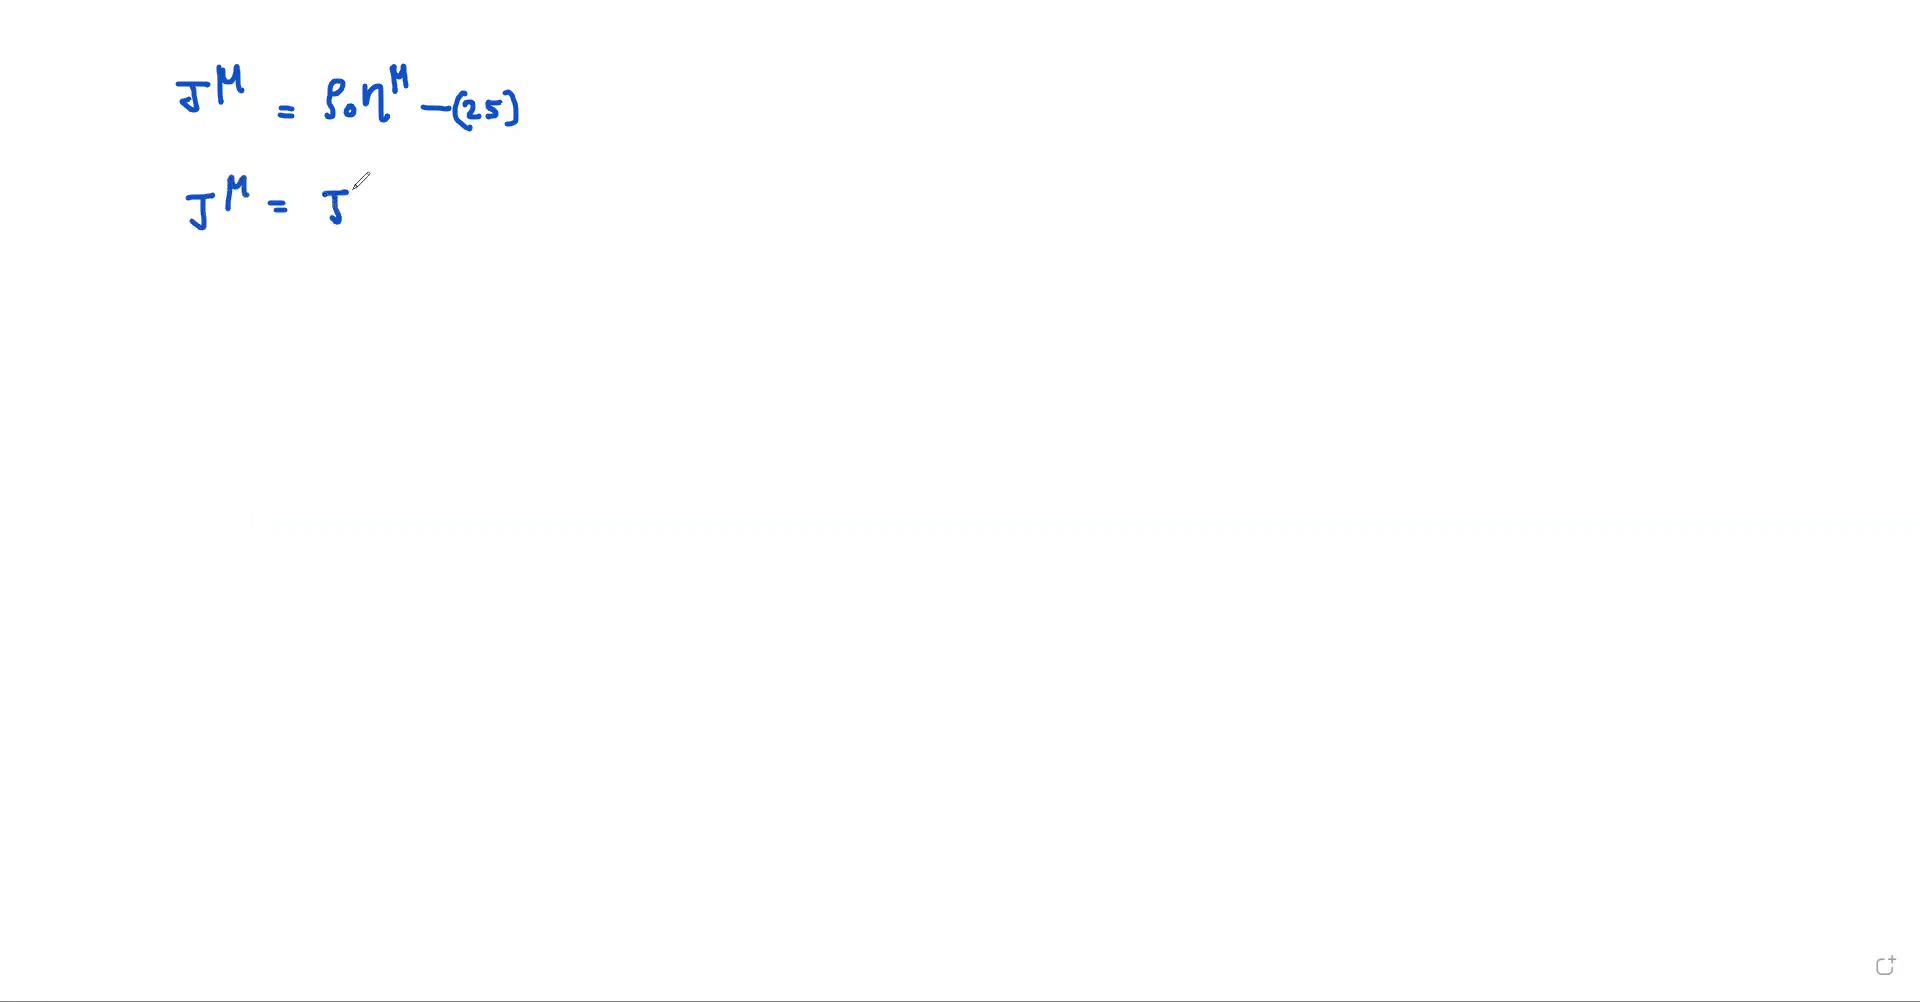 J^μ = ρ₀η^μ —(25)
J^μ = J